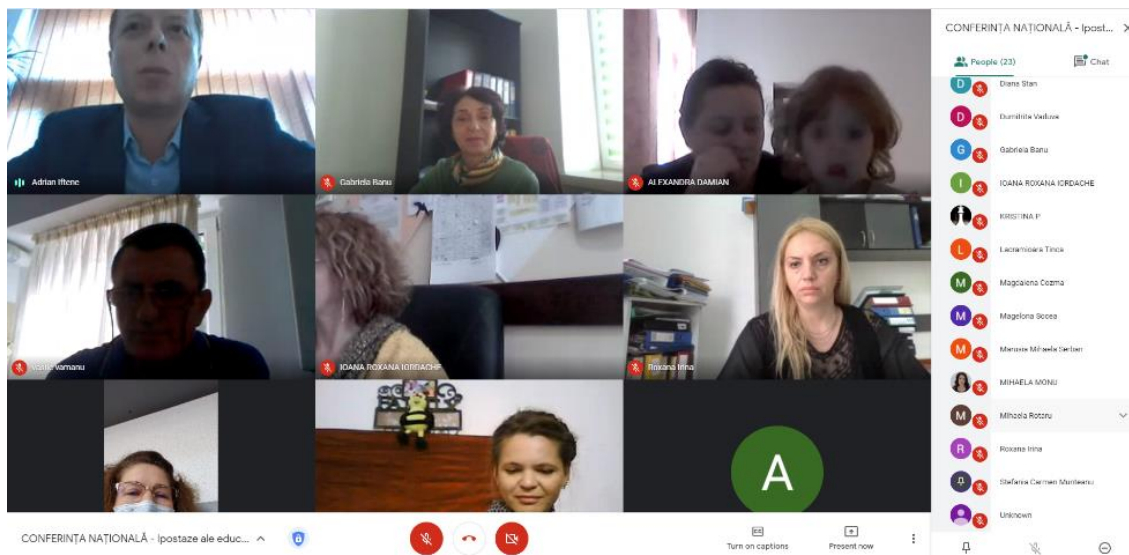 Adrian Iftene
Gabriela Banu
ALEXANDRA DAMIAN
IOANA ROXANA IORDACHE
Roxana Irina
A
CONFERINȚA NAȚIONALĂ - Ipostaze ale educ...
Turn on captions
Present now
CONFERINȚA NAȚIONALĂ - Ipost...
People (23)
Chat
D
Diana Stan
D
Dumitrita Vaduva
G
Gabriela Banu
I
IOANA ROXANA IORDACHE
KRISTINA P
L
Lacramioara Tinca
M
Magdalena Cozma
M
Magelona Socea
M
Mihaela Serban
MIHAELA MONU
M
Mihaela Rotaru
R
Roxana Irina
Stefania Carmen Munteanu
Unknown